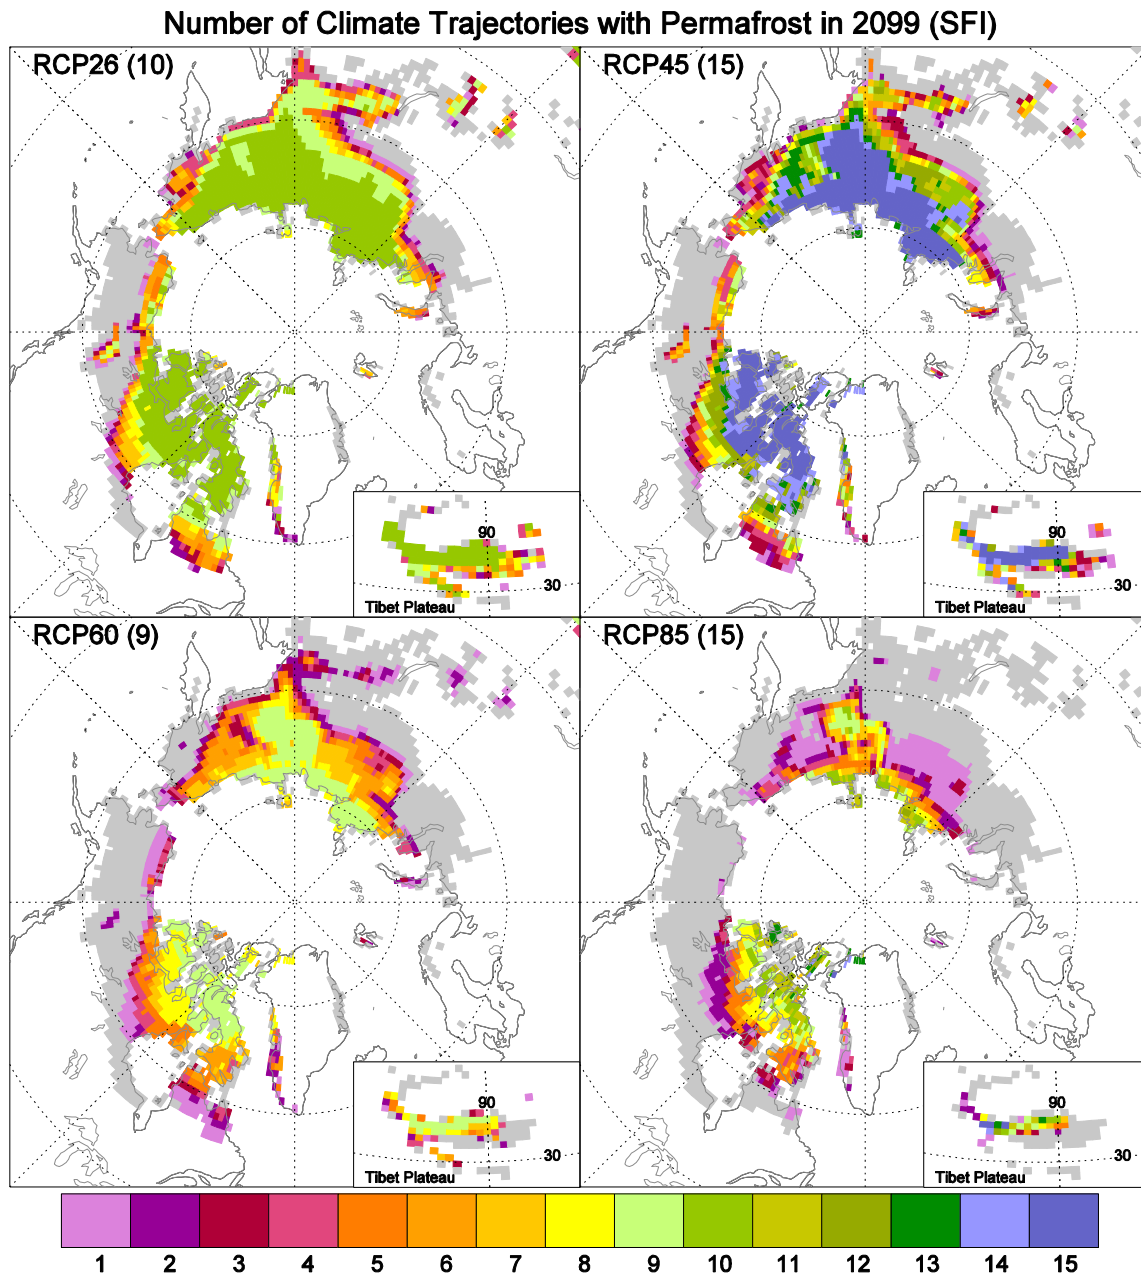 Number of Climate Trajectories with Permafrost in 2099 (SFI)
RCP26 (10)
RCP45 (15)
90
30
Tibet Plateau
90
30
Tibet Plateau
RCP60 (9)
RCP85 (15)
90
30
Tibet Plateau
90
30
Tibet Plateau
1 2 3 4 5 6 7 8 9 10 11 12 13 14 15